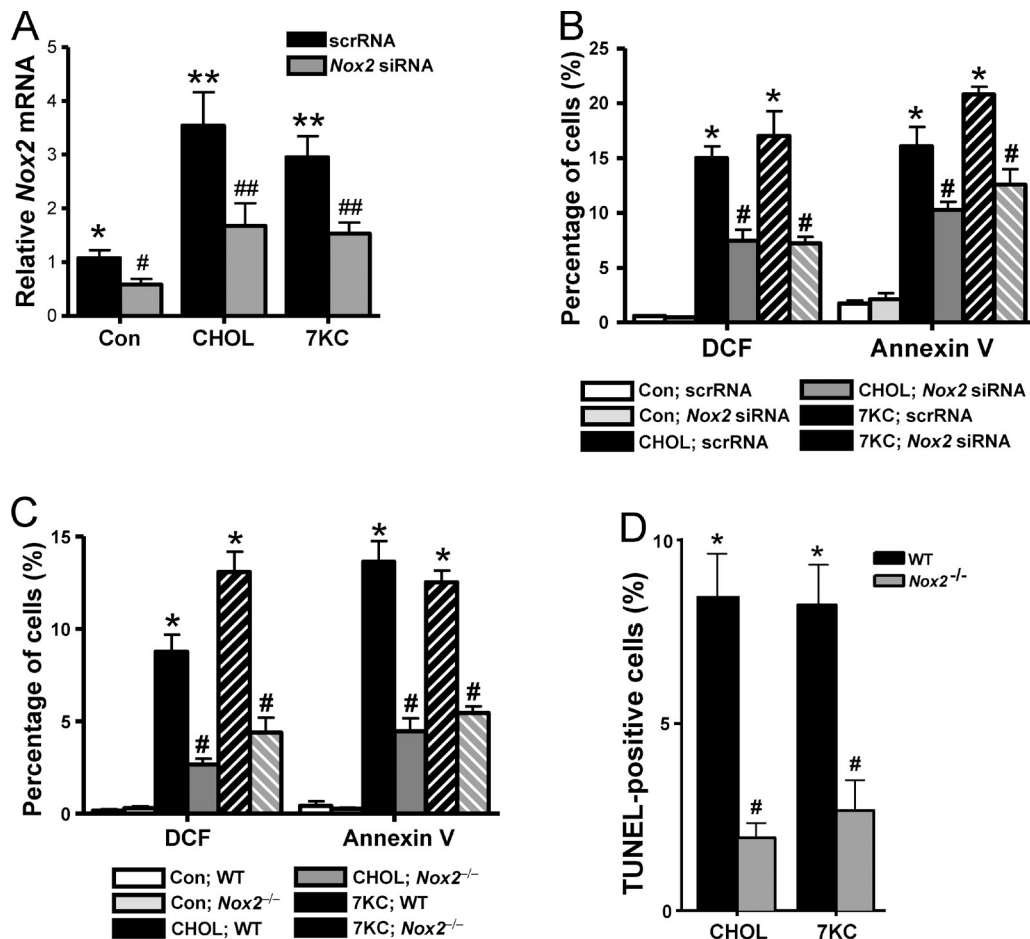 A
scrRNA
Nox2 siRNA
Relative Nox2 mRNA
5
4
3
2
1
0
*
#
**
##
**
##
Con CHOL 7KC
B
Percentage of cells (%)
25
20
15
10
5
0
*
#
*
#
*
#
*
#
DCF Annexin V
Con; scrRNA CHOL; Nox2 siRNA
Con; Nox2 siRNA 7KC; scrRNA
CHOL; scrRNA 7KC; Nox2 siRNA
C
Percentage of cells (%)
15
10
5
0
*
#
*
#
*
#
*
#
DCF Annexin V
Con; WT CHOL; Nox2–/–
Con; Nox2–/– 7KC; WT
CHOL; WT 7KC; Nox2–/–
D
WT
Nox2-/-
TUNEL-positive cells (%)
10
5
0
*
#
*
#
CHOL 7KC